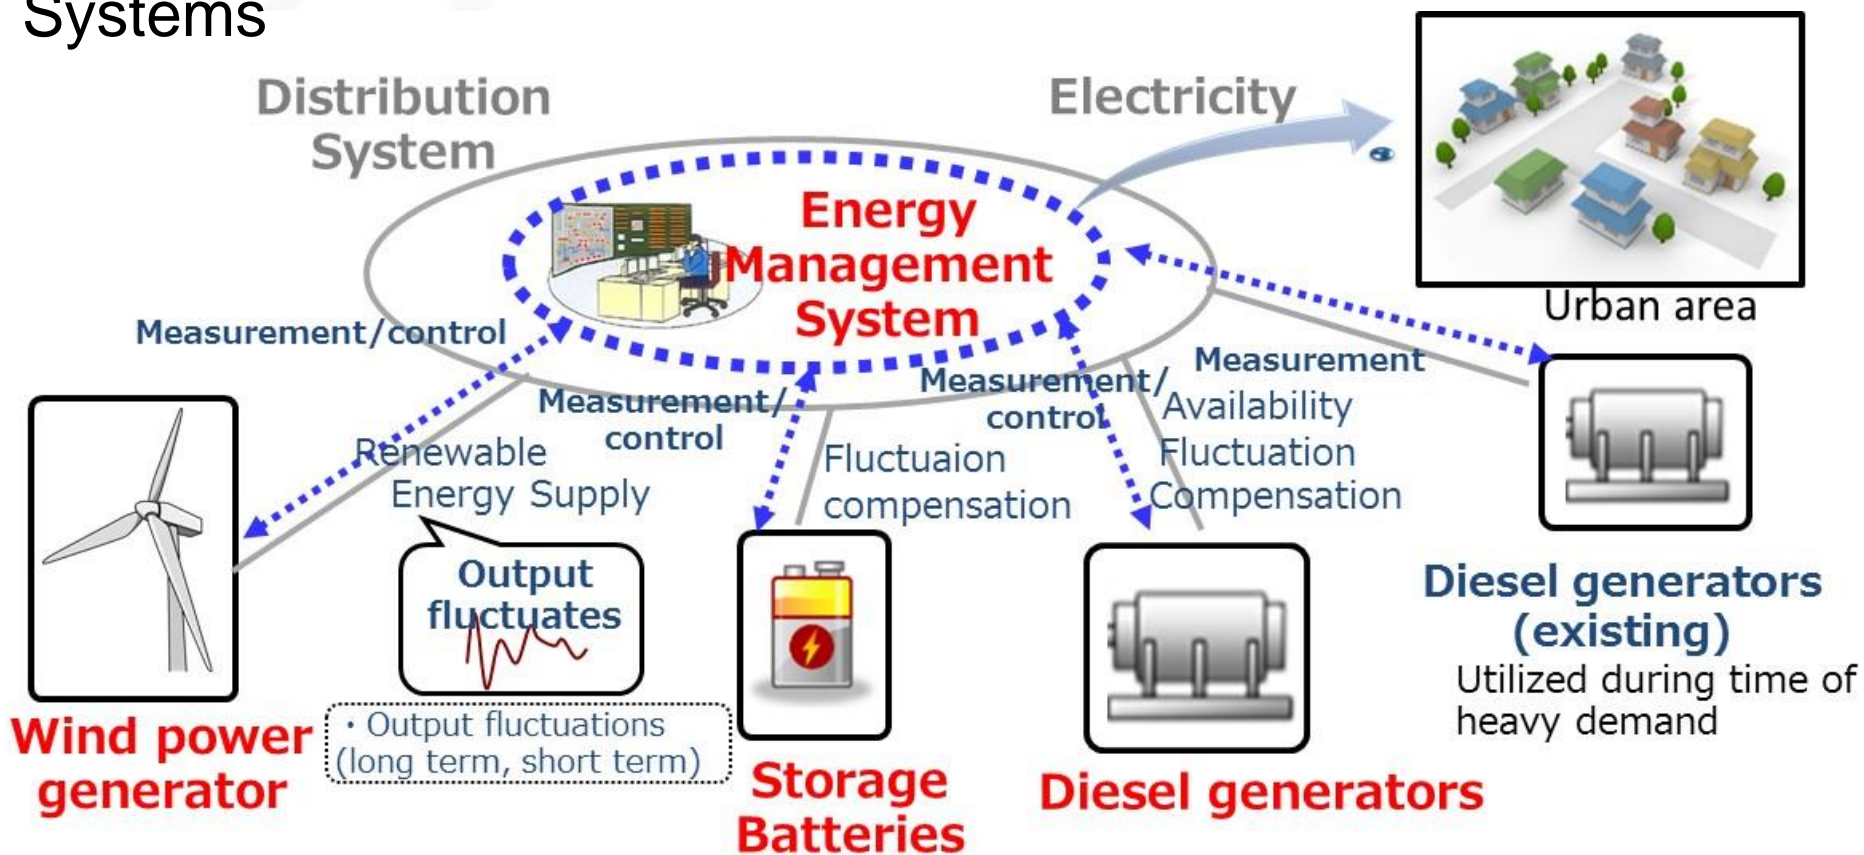 Systems
Distribution
System
Electricity
Energy
Management
System
Urban area
Measurement/control
Measurement/
control
Measurement/
control
Measurement
Availability
Fluctuation
Compensation
Renewable
Energy Supply
Fluctuaion
compensation
Output
fluctuates
・Output fluctuations
(long term, short term)
Wind power
generator
Storage
Batteries
Diesel generators
Diesel generators
(existing)
Utilized during time of
heavy demand